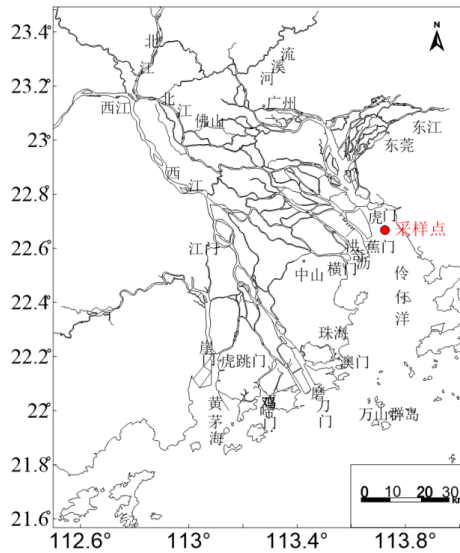 23.4
N
北
江
流
溪
河
23.2
西江
北
江
广州
佛山
东江
23
东莞
西
江
22.8
虎门
采样点
江门
洪
奇
沥
蕉门
22.6
横门
中山
伶
仃
洋
22.4
珠海
崖
门
虎跳门
澳门
22.2
黄
茅
海
鸡
啼
门
磨
刀
门
万山群岛
22
21.8
0 10 20 30 km
21.6
112.6 113 113.4 113.8